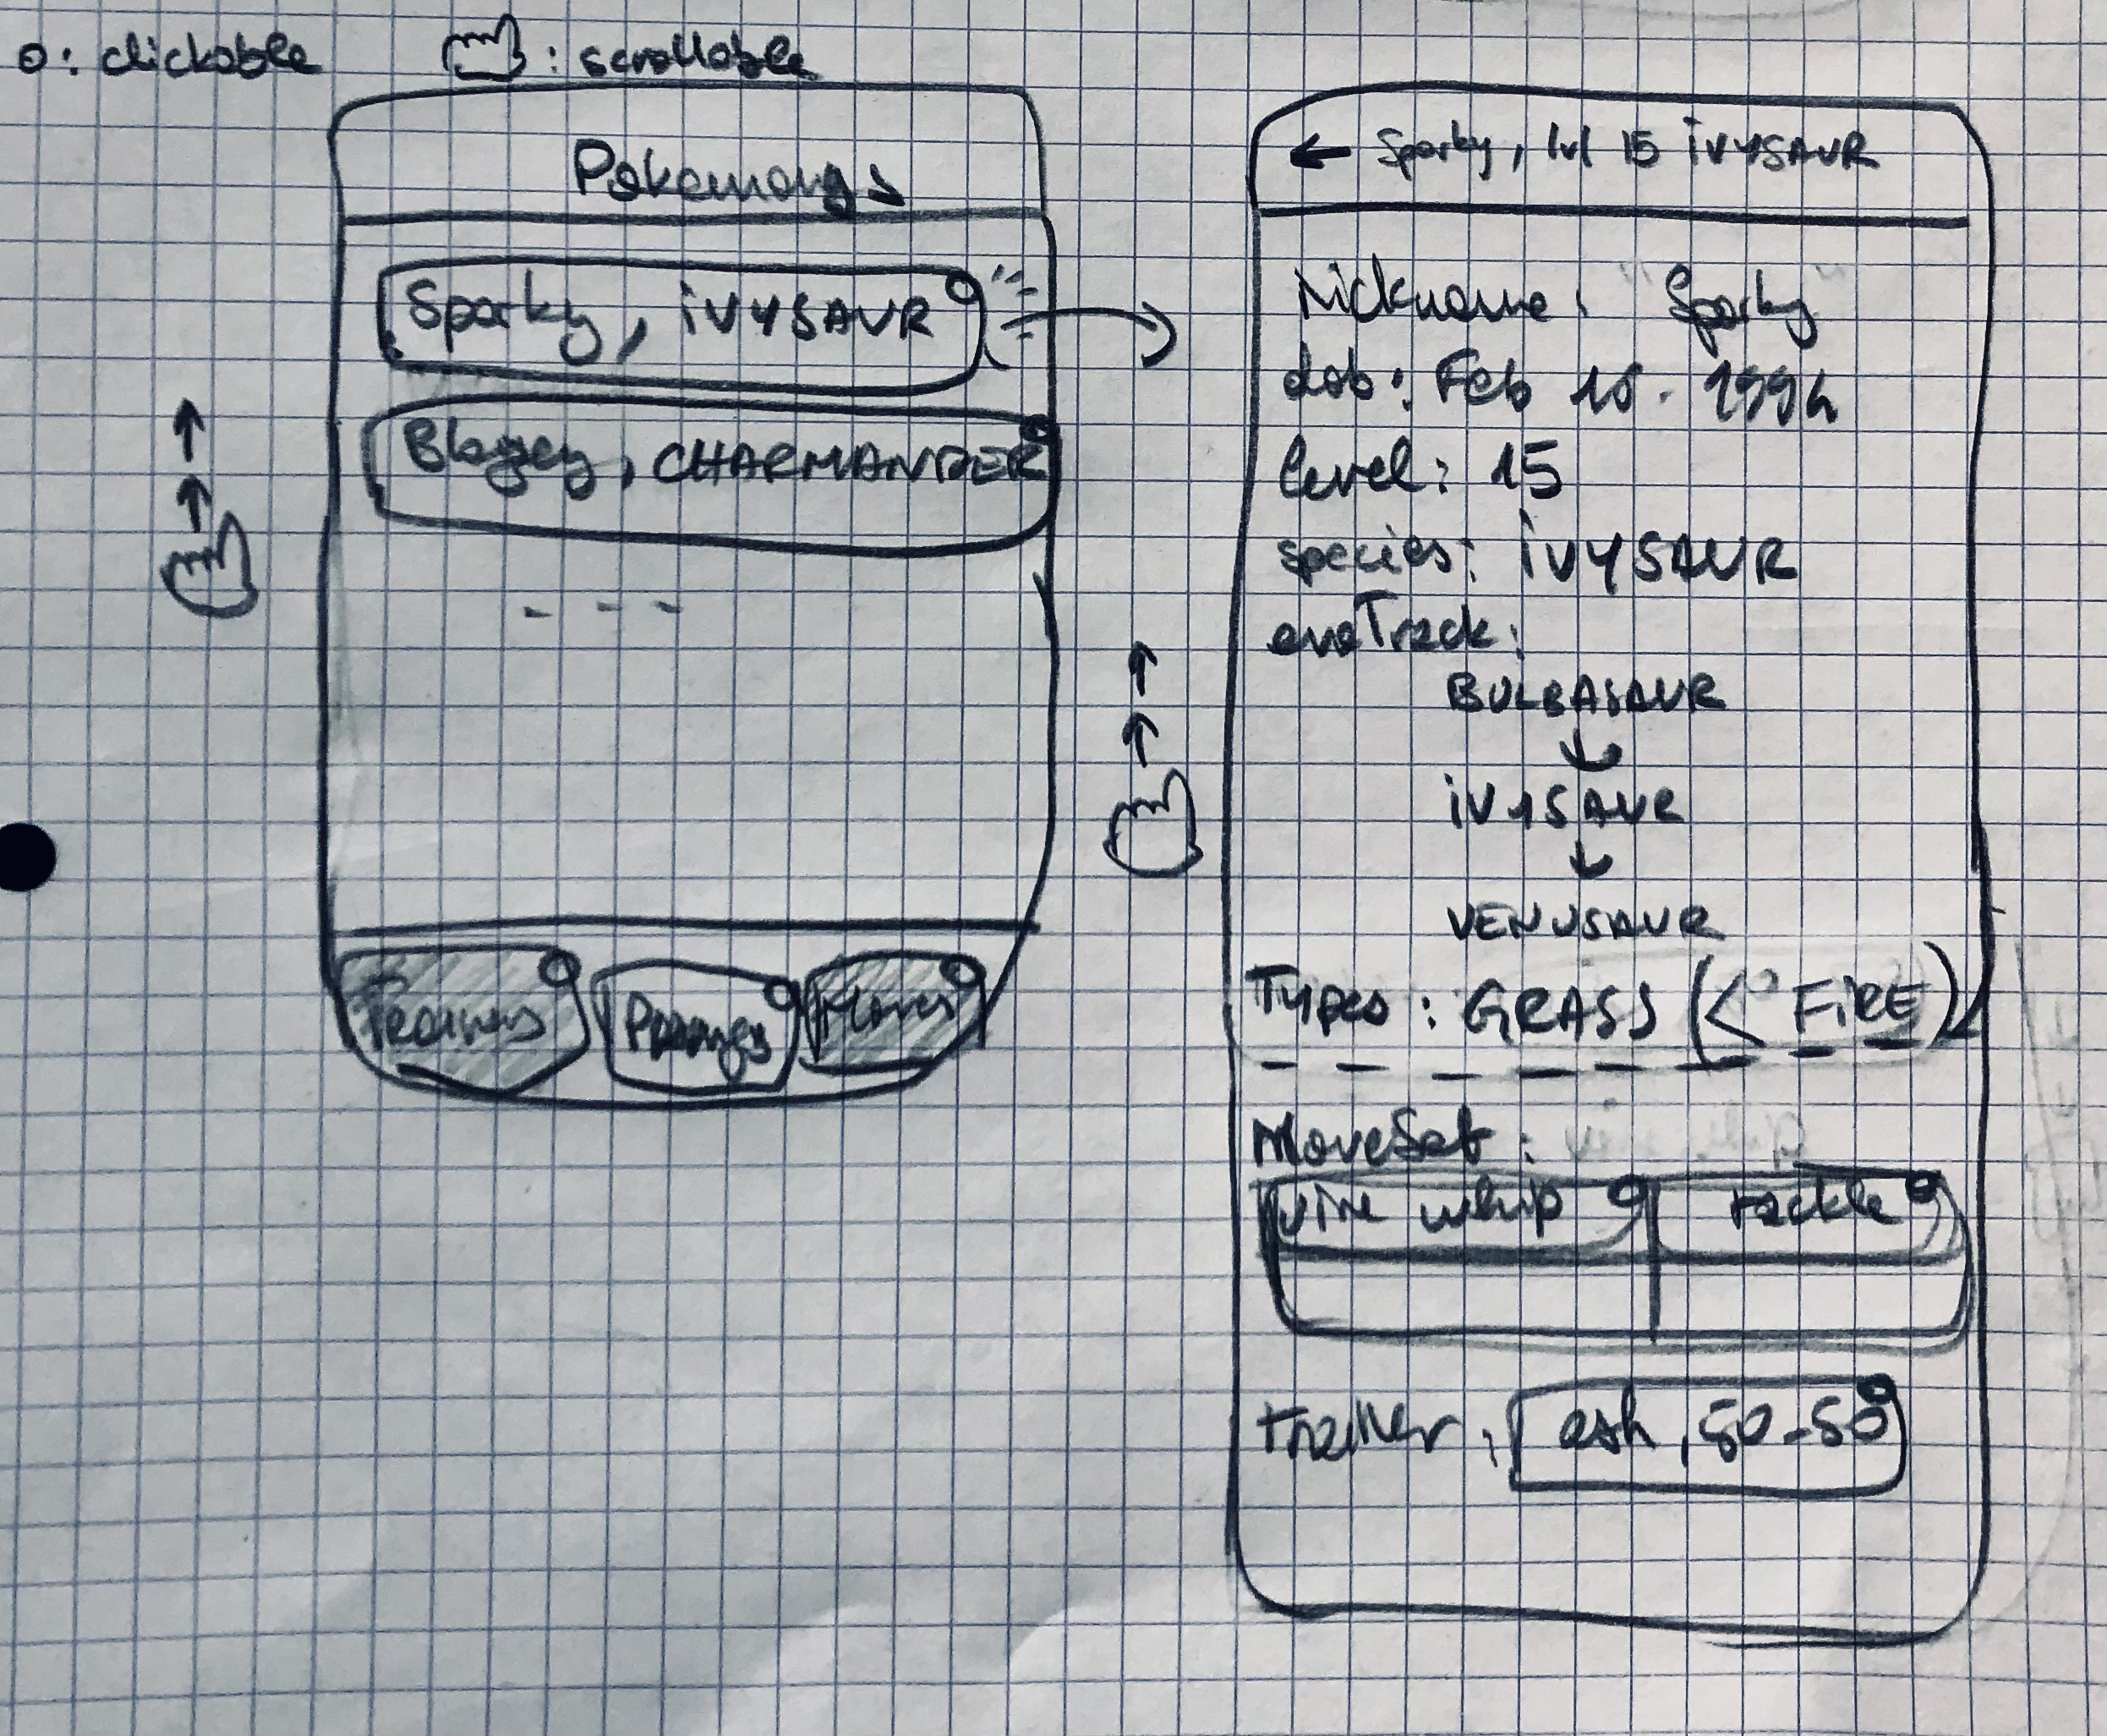 o: clickable
: scrollable
Pokemons
Sparky, iVYSAUR
Blazey, CHARMANDER
- - -
Trainers
Moves
← Sparky, lvl 15 iVYSAUR
Nickname: "Sparky"
dob: Feb 10. 1994
level: 15
species: iVYSAUR
evoTrack:
BULBASAUR
iVYSAUR
VENUSAUR
Types: GRASS (< FiRE)
MoveSet:
vine whip
tackle
trainer: ash, 50-50